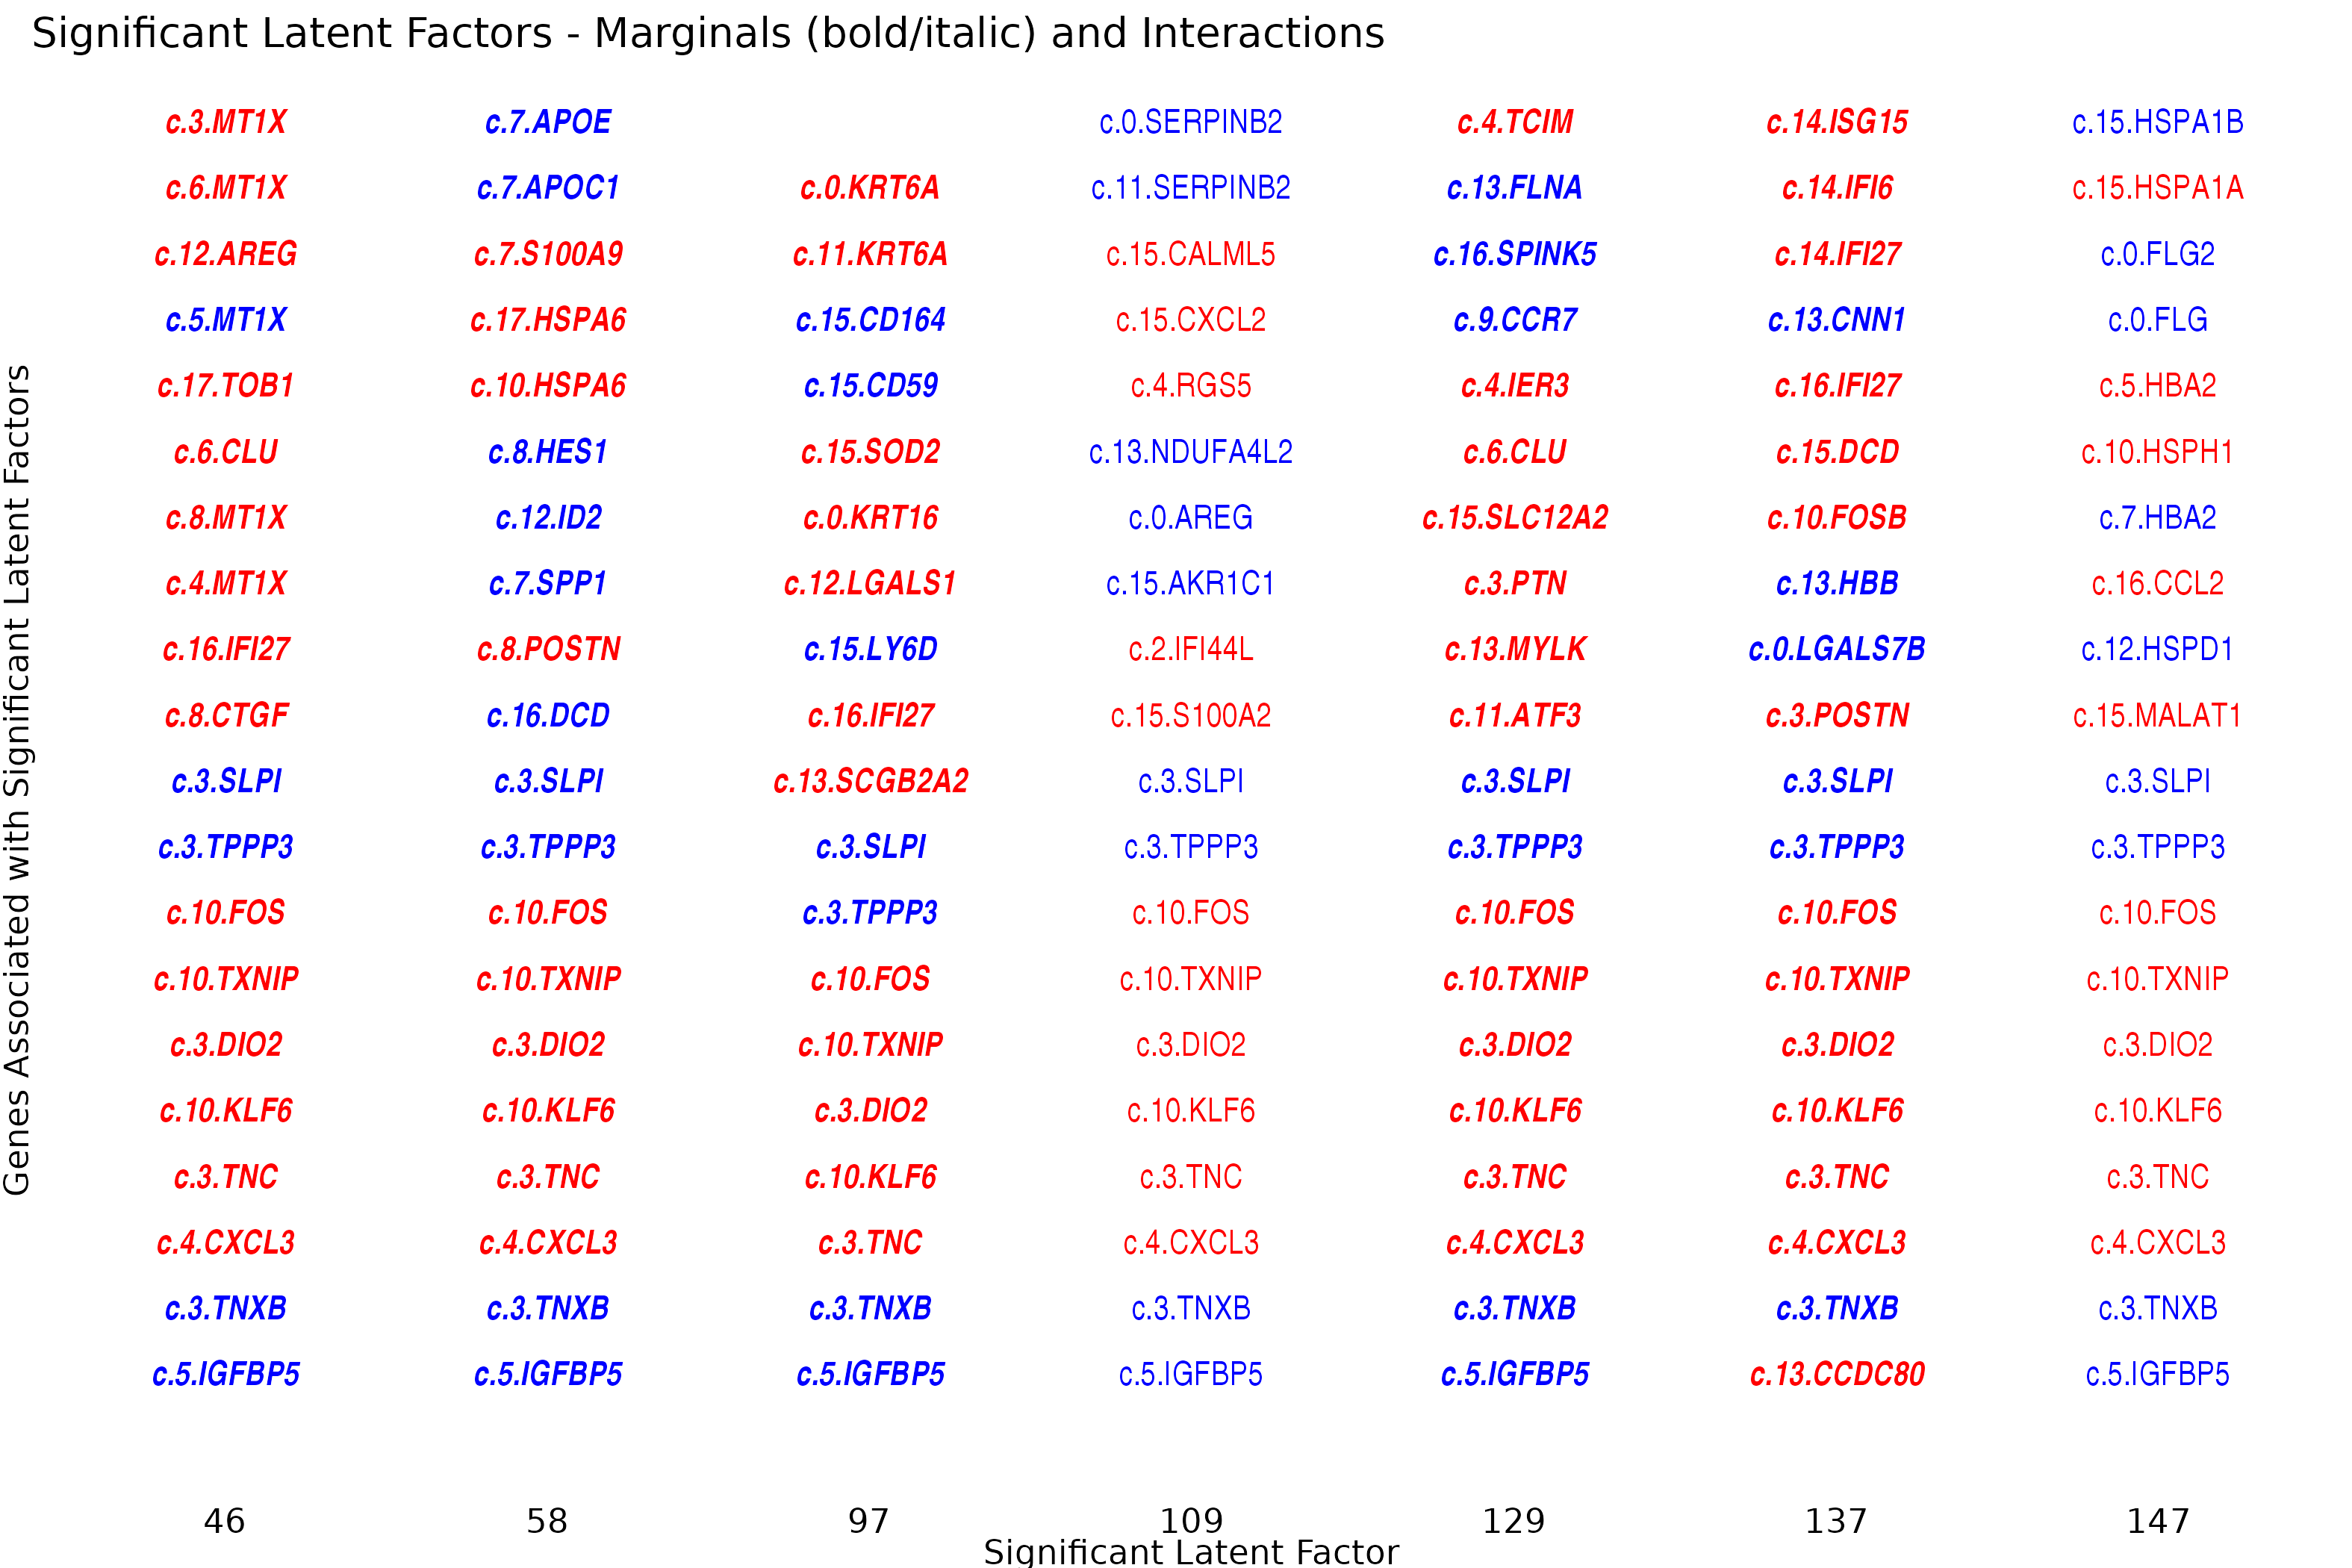 Significant Latent Factors - Marginals (bold/italic) and Interactions
Genes Associated with Significant Latent Factors
c.3.MT1X c.7.APOE c.0.SERPINB2 c.4.TCIM c.14.ISG15 c.15.HSPA1B
c.6.MT1X c.7.APOC1 c.0.KRT6A c.11.SERPINB2 c.13.FLNA c.14.IFI6 c.15.HSPA1A
c.12.AREG c.7.S100A9 c.11.KRT6A c.15.CALML5 c.16.SPINK5 c.14.IFI27 c.0.FLG2
c.5.MT1X c.17.HSPA6 c.15.CD164 c.15.CXCL2 c.9.CCR7 c.13.CNN1 c.0.FLG
c.17.TOB1 c.10.HSPA6 c.15.CD59 c.4.RGS5 c.4.IER3 c.16.IFI27 c.5.HBA2
c.6.CLU c.8.HES1 c.15.SOD2 c.13.NDUFA4L2 c.6.CLU c.15.DCD c.10.HSPH1
c.8.MT1X c.12.ID2 c.0.KRT16 c.0.AREG c.15.SLC12A2 c.10.FOSB c.7.HBA2
c.4.MT1X c.7.SPP1 c.12.LGALS1 c.15.AKR1C1 c.3.PTN c.13.HBB c.16.CCL2
c.16.IFI27 c.8.POSTN c.15.LY6D c.2.IFI44L c.13.MYLK c.0.LGALS7B c.12.HSPD1
c.8.CTGF c.16.DCD c.16.IFI27 c.15.S100A2 c.11.ATF3 c.3.POSTN c.15.MALAT1
c.3.SLPI c.3.SLPI c.13.SCGB2A2 c.3.SLPI c.3.SLPI c.3.SLPI c.3.SLPI
c.3.TPPP3 c.3.TPPP3 c.3.SLPI c.3.TPPP3 c.3.TPPP3 c.3.TPPP3 c.3.TPPP3
c.10.FOS c.10.FOS c.3.TPPP3 c.10.FOS c.10.FOS c.10.FOS c.10.FOS
c.10.TXNIP c.10.TXNIP c.10.FOS c.10.TXNIP c.10.TXNIP c.10.TXNIP c.10.TXNIP
c.3.DIO2 c.3.DIO2 c.10.TXNIP c.3.DIO2 c.3.DIO2 c.3.DIO2 c.3.DIO2
c.10.KLF6 c.10.KLF6 c.3.DIO2 c.10.KLF6 c.10.KLF6 c.10.KLF6 c.10.KLF6
c.3.TNC c.3.TNC c.10.KLF6 c.3.TNC c.3.TNC c.3.TNC c.3.TNC
c.4.CXCL3 c.4.CXCL3 c.3.TNC c.4.CXCL3 c.4.CXCL3 c.4.CXCL3 c.4.CXCL3
c.3.TNXB c.3.TNXB c.3.TNXB c.3.TNXB c.3.TNXB c.3.TNXB c.3.TNXB
c.5.IGFBP5 c.5.IGFBP5 c.5.IGFBP5 c.5.IGFBP5 c.5.IGFBP5 c.13.CCDC80 c.5.IGFBP5
46 58 97 109 129 137 147
Significant Latent Factor